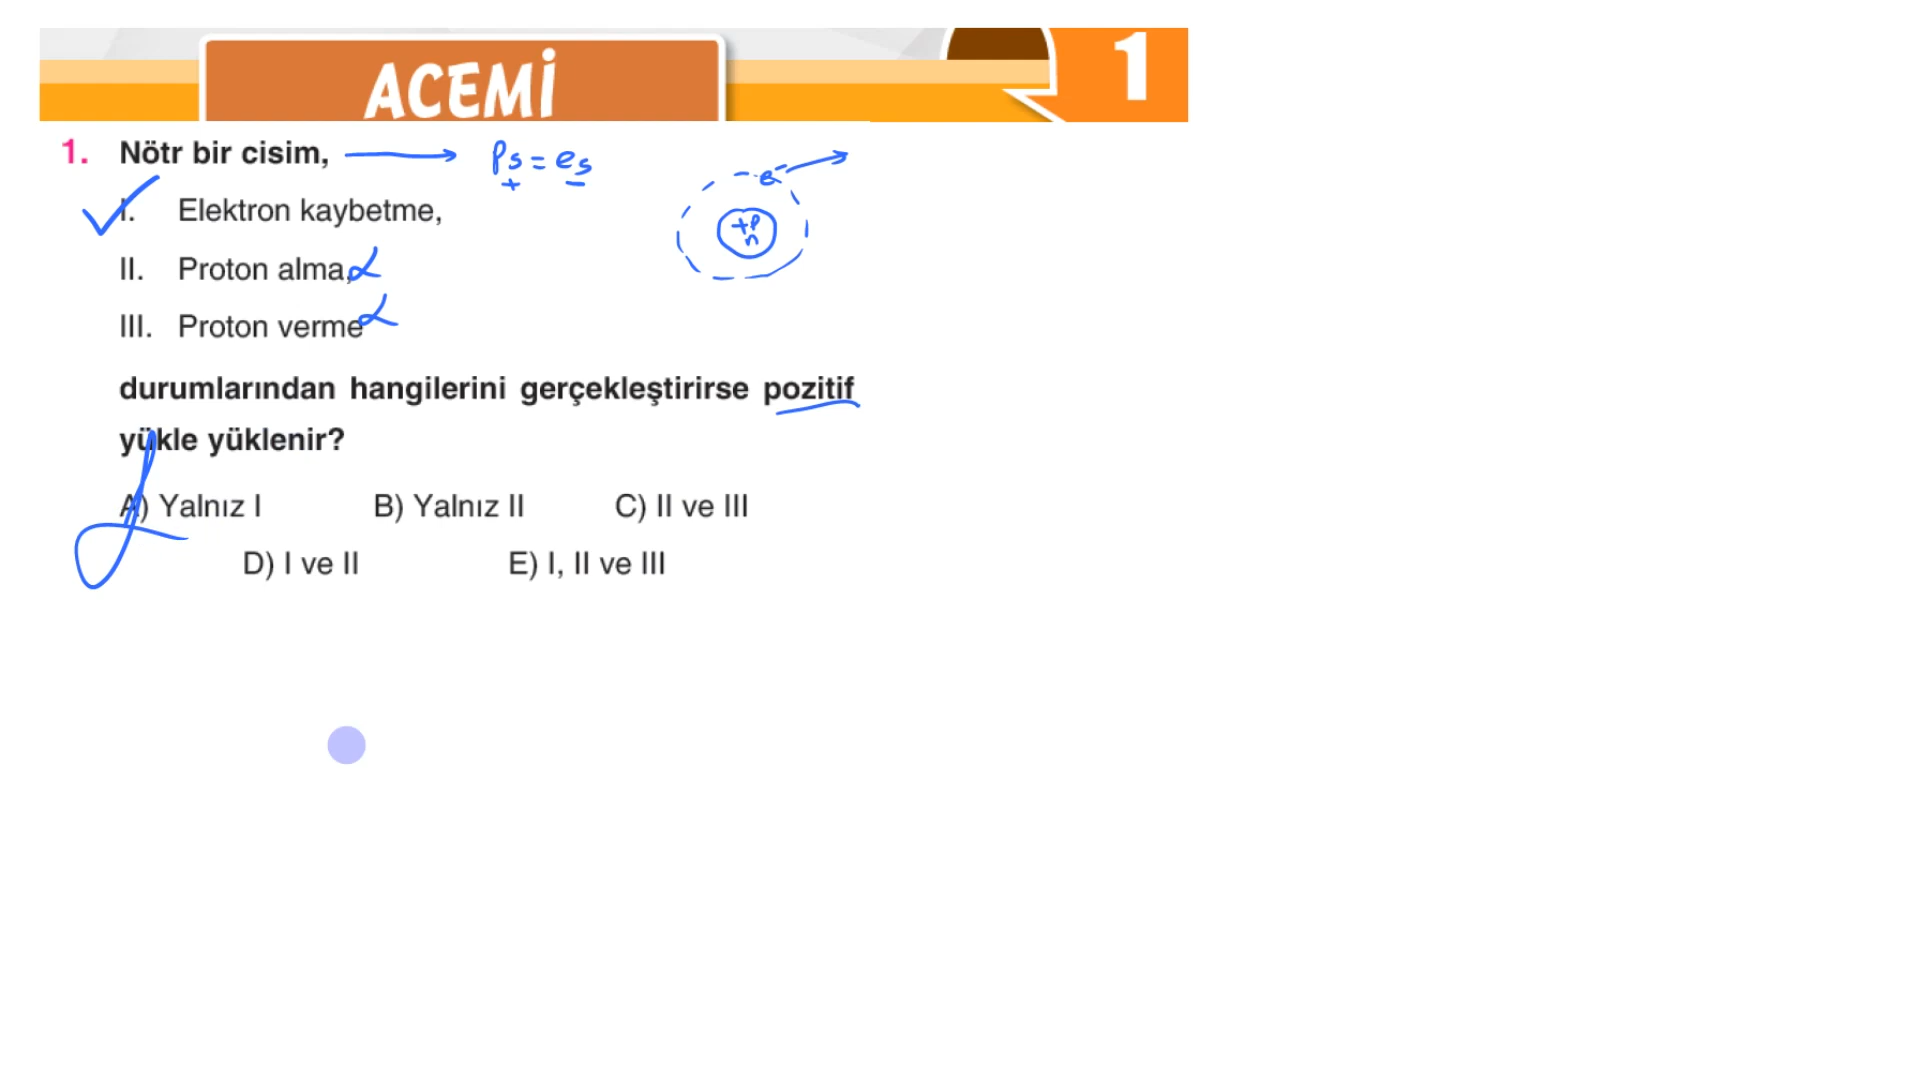 ACEMİ
1
1. Nötr bir cisim, Ps = es
+ −
e⁻
I. Elektron kaybetme,
+P
n
II. Proton alma,
III. Proton verme
durumlarından hangilerini gerçekleştirirse pozitif
yükle yüklenir?
A) Yalnız I B) Yalnız II C) II ve III
D) I ve II E) I, II ve III